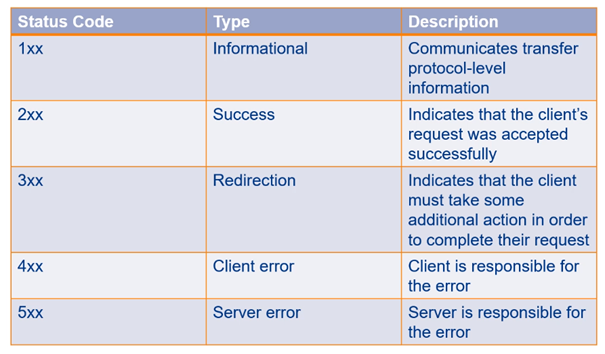 Status Code Type Description
1xx Informational Communicates transfer
protocol-level
information
2xx Success Indicates that the client's
request was accepted
successfully
3xx Redirection Indicates that the client
must take some
additional action in order
to complete their request
4xx Client error Client is responsible for
the error
5xx Server error Server is responsible for
the error